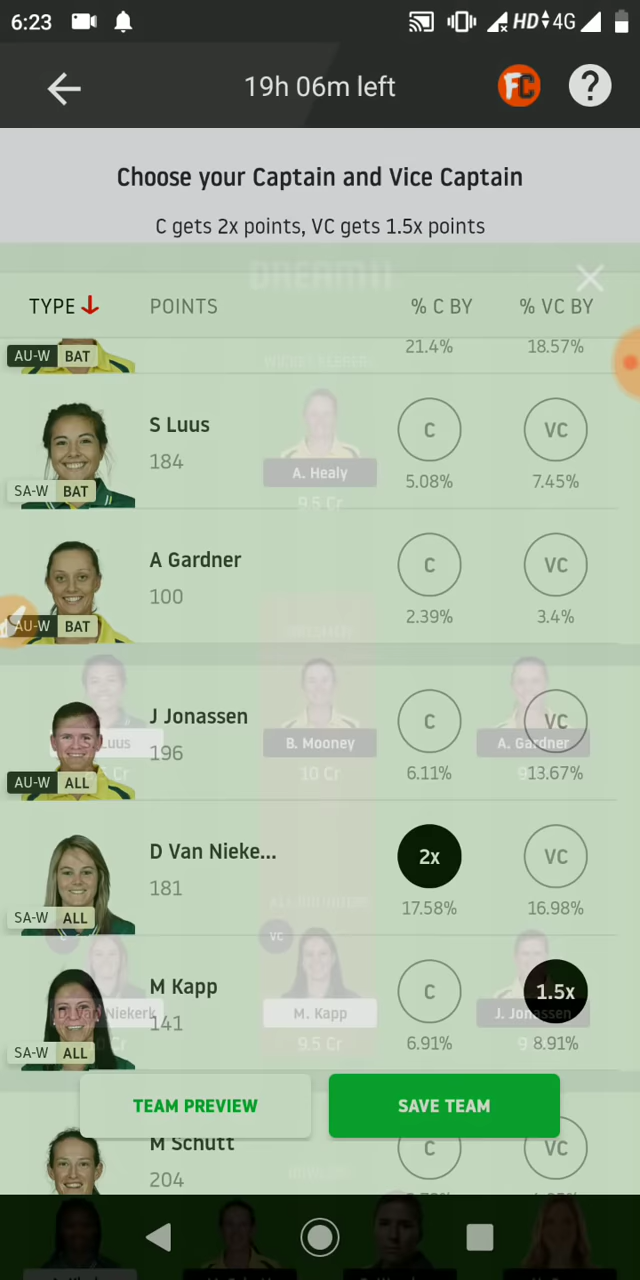 6:23 HD 4G
19h 06m left FC ?
Choose your Captain and Vice Captain
C gets 2x points, VC gets 1.5x points
DREAM11
TYPE POINTS % C BY % VC BY
21.4% 18.57%
AU-W BAT
S Luus
184
C VC
A. Healy
5.08% 7.45%
SA-W BAT
9.5 Cr
A Gardner
100
C VC
2.39% 3.4%
AU-W BAT
J Jonassen
196
C VC
Luus B. Mooney A. Gardner
10 Cr
6.11% 13.67%
AU-W ALL
D Van Nieke...
181
2x VC
17.58% 16.98%
SA-W ALL
VC
M Kapp
141
C 1.5x
M. Kapp
9.5 Cr
6.91% 8.91%
SA-W ALL
TEAM PREVIEW SAVE TEAM
M Schutt
204
C VC